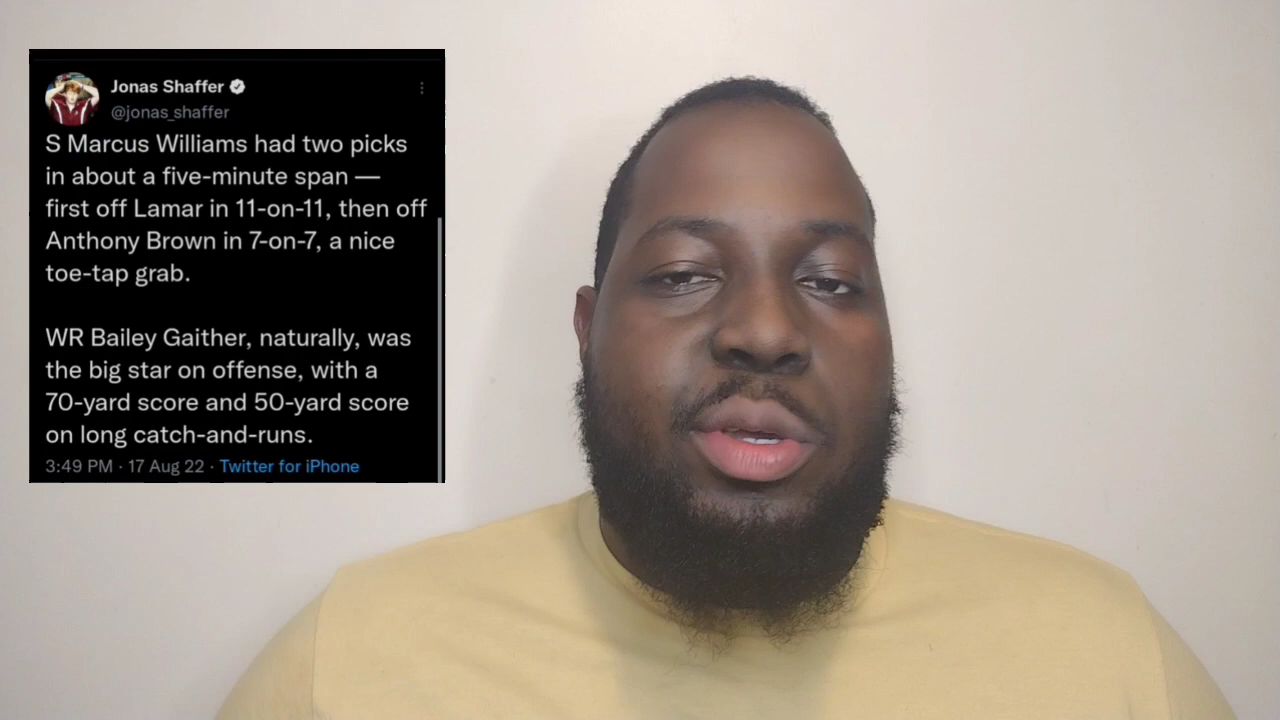 Jonas Shaffer
@jonas_shaffer
S Marcus Williams had two picks
in about a five-minute span —
first off Lamar in 11-on-11, then off
Anthony Brown in 7-on-7, a nice
toe-tap grab.
WR Bailey Gaither, naturally, was
the big star on offense, with a
70-yard score and 50-yard score
on long catch-and-runs.
3:49 PM · 17 Aug 22 · Twitter for iPhone